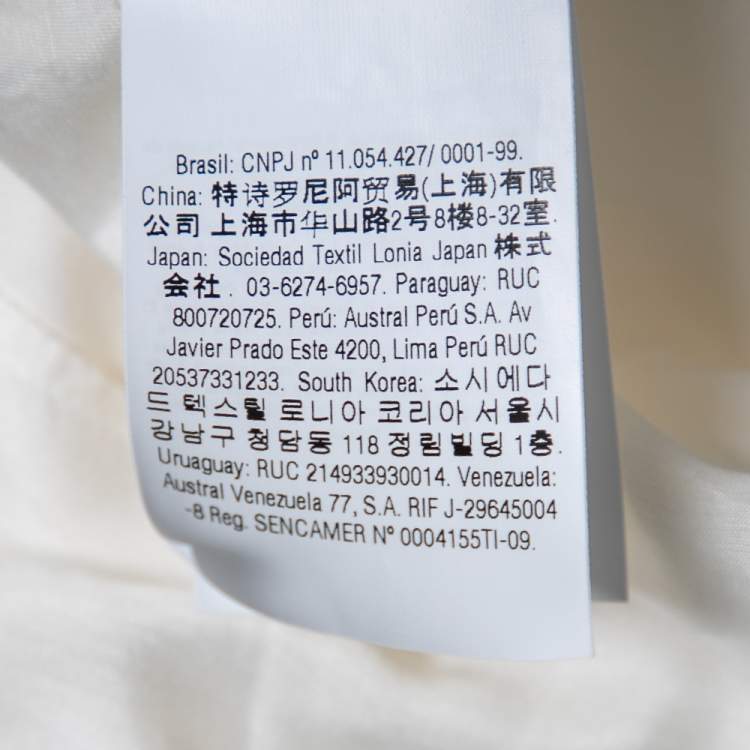 Brasil: CNPJ nº 11.054.427/ 0001-99.
China: 特诗罗尼阿贸易(上海)有限
公司 上海市华山路2号8楼8-32室.
Japan: Sociedad Textil Lonia Japan 株式
会社 . 03-6274-6957. Paraguay: RUC
800720725. Perú: Austral Perú S.A. Av
Javier Prado Este 4200, Lima Perú RUC
20537331233. South Korea: 소시에다
드 텍스틸 로니아 코리아 서울시
강남구 청담동 118 정림빌딩 1층.
Uruaguay: RUC 214933930014. Venezuela:
Austral Venezuela 77, S.A. RIF J-29645004
-8 Reg. SENCAMER Nº 0004155TI-09.